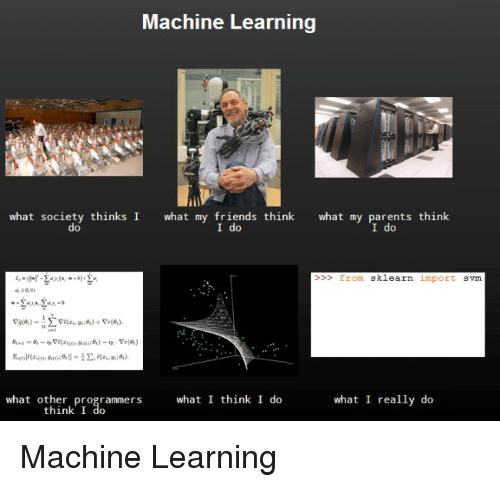 Machine Learning
what society thinks I
do
what my friends think
I do
what my parents think
I do
>>> from sklearn import svm
what other programmers
think I do
what I think I do
what I really do
Machine Learning